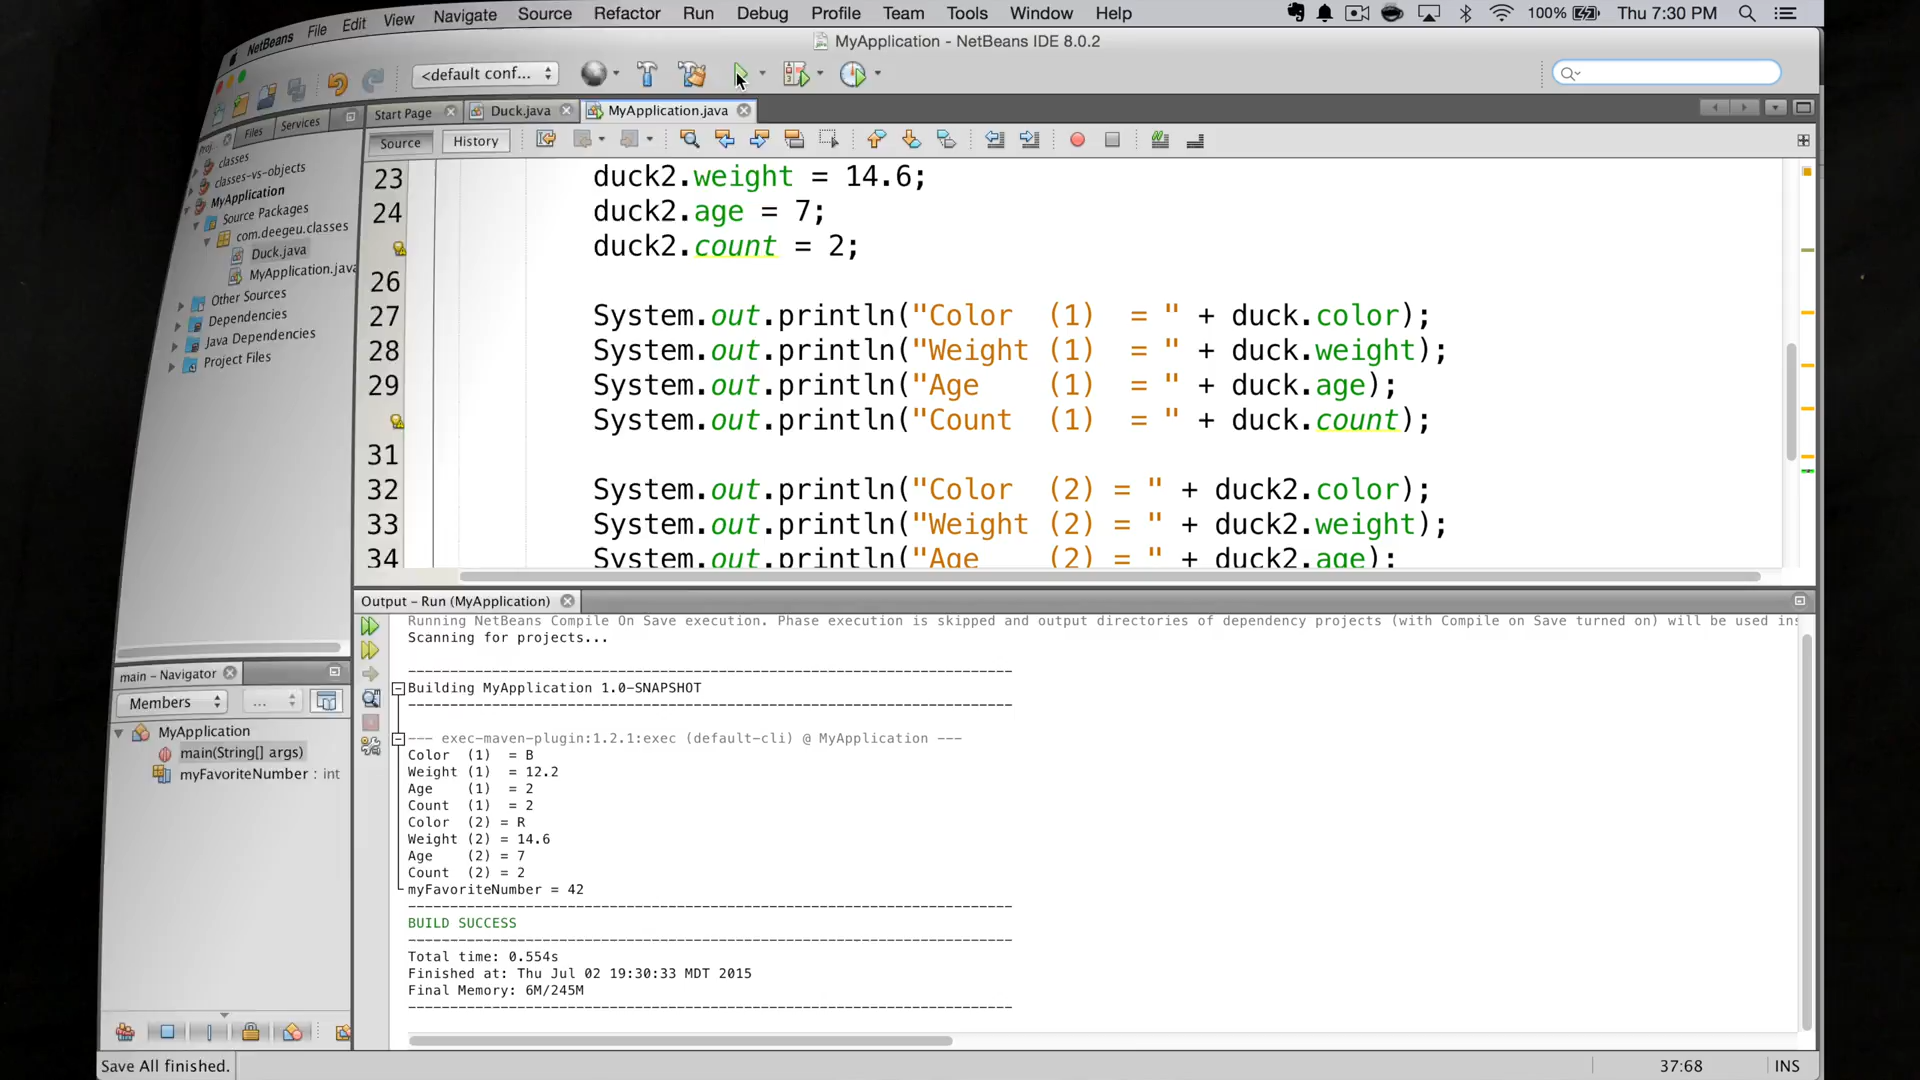 NetBeans File Edit View Navigate Source Refactor Run Debug Profile Team Tools Window Help 100% Thu 7:30 PM
MyApplication - NetBeans IDE 8.0.2
<default conf...
Files Services
Start Page Duck.java MyApplication.java
Source History
classes
classes-vs-objects
MyApplication
Source Packages
com.deegeu.classes
Duck.java
MyApplication.java
Other Sources
Dependencies
Java Dependencies
Project Files
23 duck2.weight = 14.6;
24 duck2.age = 7;
duck2.count = 2;
26
27 System.out.println("Color  (1)  = " + duck.color);
28 System.out.println("Weight (1)  = " + duck.weight);
29 System.out.println("Age    (1)  = " + duck.age);
System.out.println("Count  (1)  = " + duck.count);
31
32 System.out.println("Color  (2) = " + duck2.color);
33 System.out.println("Weight (2) = " + duck2.weight);
34 System.out.println("Age    (2) = " + duck2.age);
main - Navigator
Members ...
MyApplication
main(String[] args)
myFavoriteNumber : int
Output - Run (MyApplication)
Running NetBeans Compile On Save execution. Phase execution is skipped and output directories of dependency projects (with Compile on Save turned on) will be used ins
Scanning for projects...
------------------------------------------------------------------------
Building MyApplication 1.0-SNAPSHOT
------------------------------------------------------------------------
--- exec-maven-plugin:1.2.1:exec (default-cli) @ MyApplication ---
Color  (1)  = B
Weight (1)  = 12.2
Age    (1)  = 2
Count  (1)  = 2
Color  (2) = R
Weight (2) = 14.6
Age    (2) = 7
Count  (2) = 2
myFavoriteNumber = 42
------------------------------------------------------------------------
BUILD SUCCESS
------------------------------------------------------------------------
Total time: 0.554s
Finished at: Thu Jul 02 19:30:33 MDT 2015
Final Memory: 6M/245M
------------------------------------------------------------------------
Save All finished. 37:68 INS